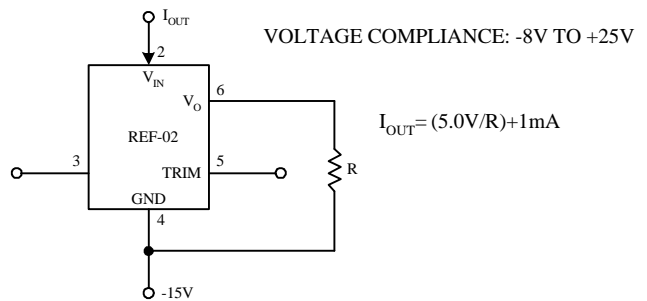 I_OUT
VOLTAGE COMPLIANCE: -8V TO +25V
2
V_IN
6
V_O
I_OUT= (5.0V/R)+1mA
REF-02
3
TRIM
5
R
GND
4
-15V